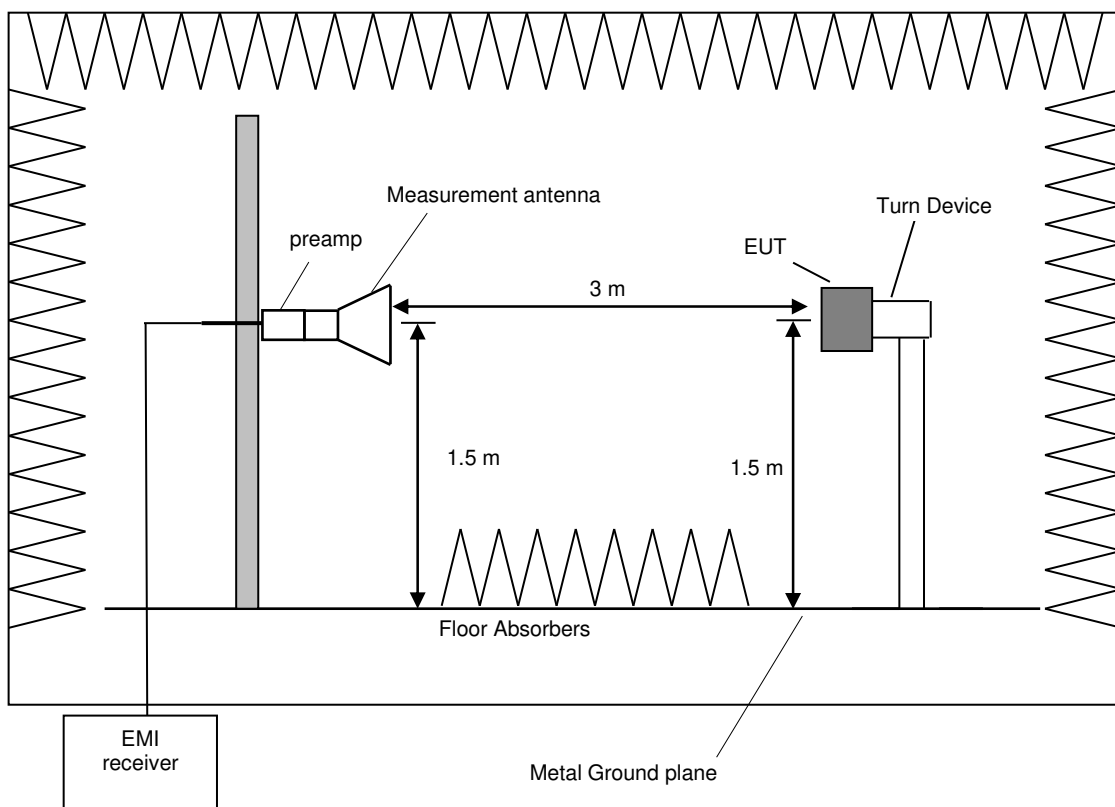 Measurement antenna
Turn Device
preamp
EUT
3 m
1.5 m
1.5 m
Floor Absorbers
EMI
receiver
Metal Ground plane